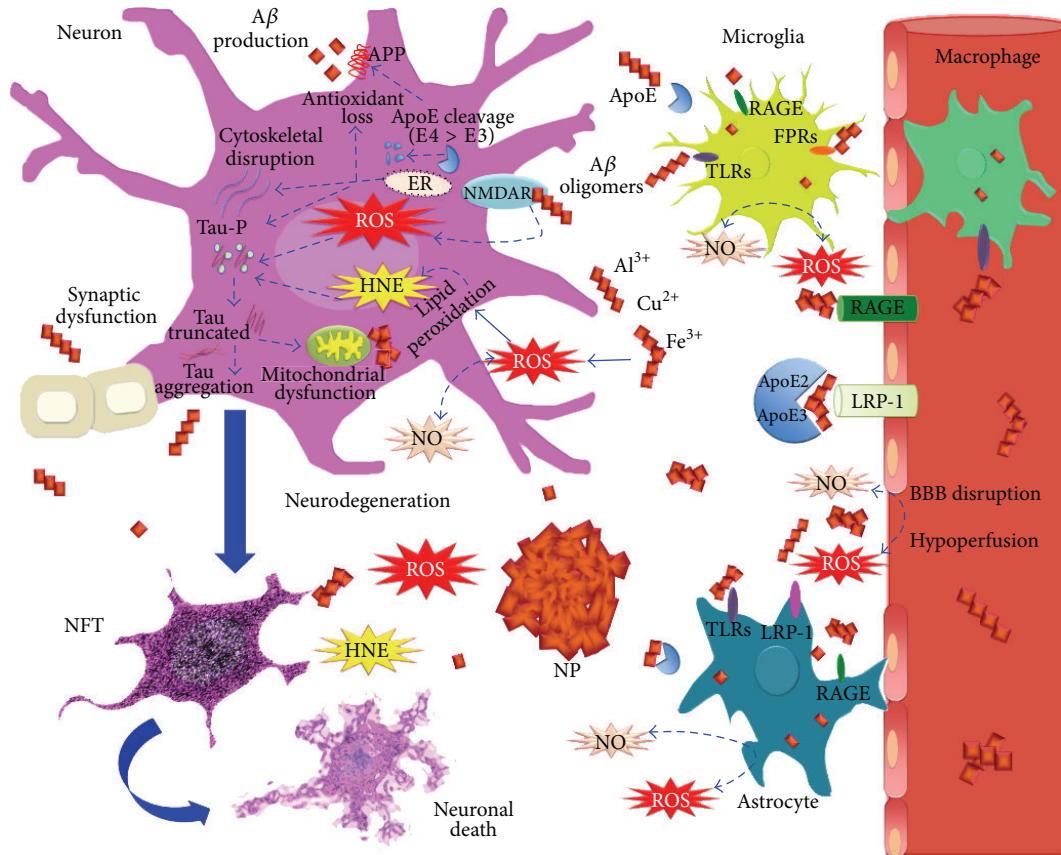 Neuron
Aβ
production
APP
Antioxidant
loss
ApoE cleavage
(E4 > E3)
Cytoskeletal
disruption
ER
NMDAR
Aβ
oligomers
ROS
Tau-P
HNE
Lipid
peroxidation
Synaptic
dysfunction
Tau
truncated
Tau
aggregation
Mitochondrial
dysfunction
Al³⁺
Cu²⁺
Fe³⁺
ROS
NO
Microglia
ApoE
RAGE
FPRs
TLRs
NO
ROS
Macrophage
RAGE
ApoE2
ApoE3
LRP-1
NO
BBB disruption
Hypoperfusion
ROS
Neurodegeneration
ROS
NFT
HNE
NP
Neuronal
death
TLRs
LRP-1
RAGE
NO
ROS
Astrocyte